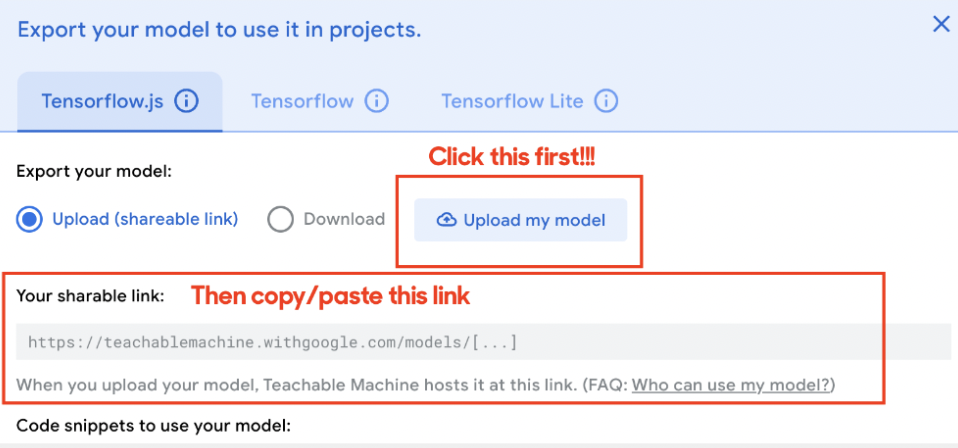 Export your model to use it in projects.
Tensorflow.js Tensorflow Tensorflow Lite
Click this first!!!
Export your model:
Upload (shareable link) Download Upload my model
Your sharable link: Then copy/paste this link
https://teachablemachine.withgoogle.com/models/[...]
When you upload your model, Teachable Machine hosts it at this link. (FAQ: Who can use my model?)
Code snippets to use your model: